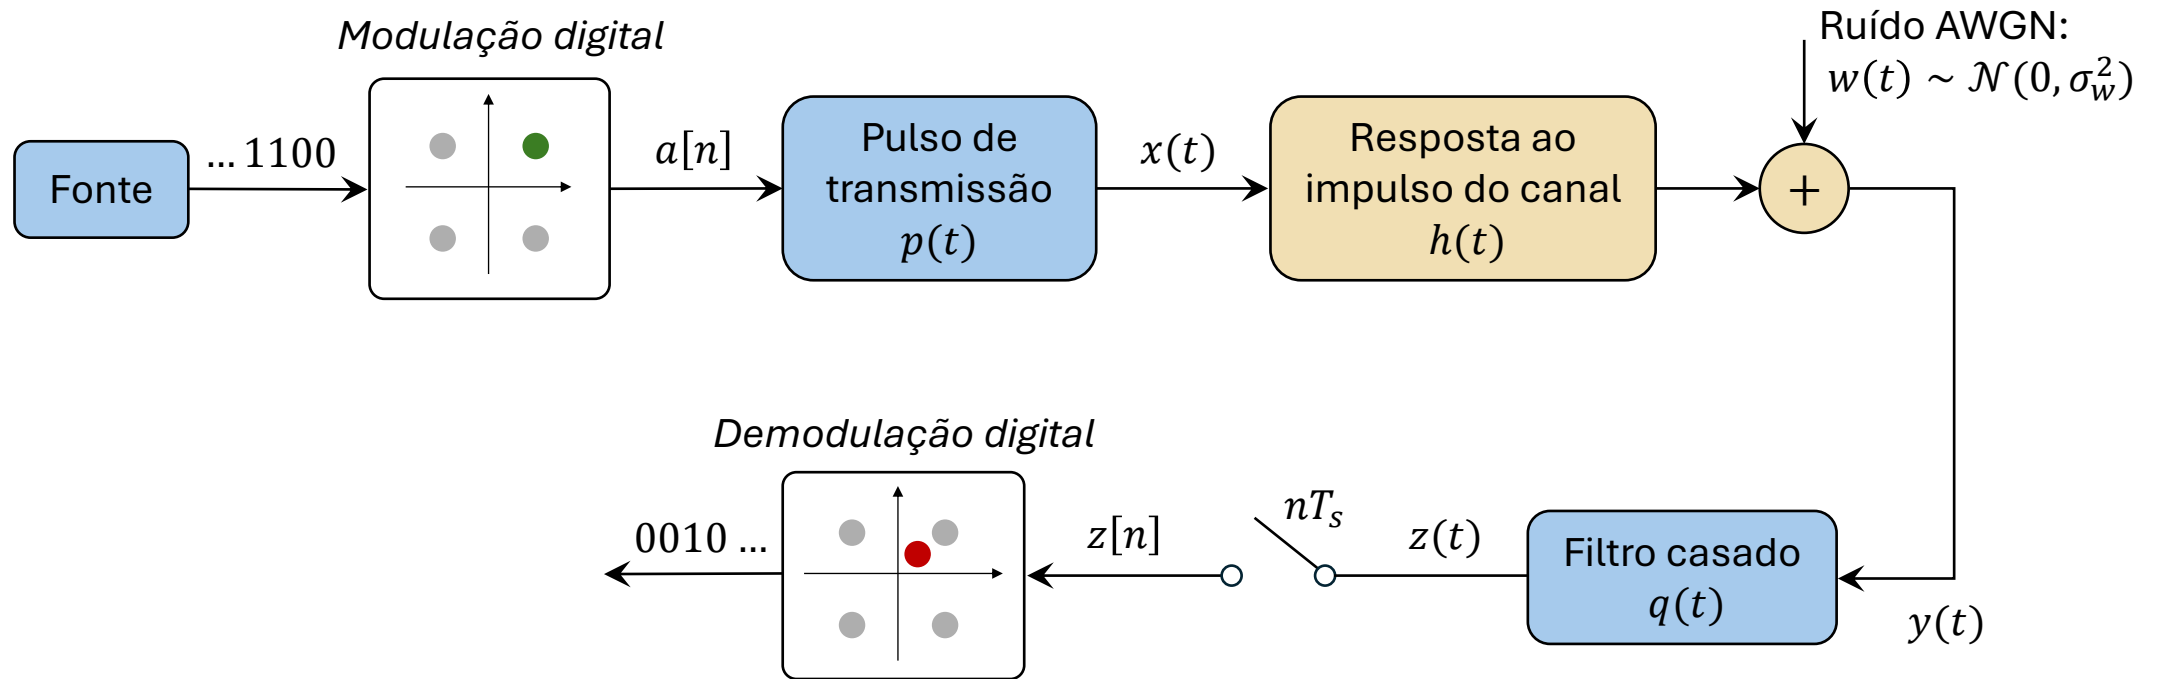 Modulação digital
Ruído AWGN:
w(t) ~ 𝒩(0, σ_w^2)
Fonte
... 1100
a[n]
Pulso de
transmissão
p(t)
x(t)
Resposta ao
impulso do canal
h(t)
+
Demodulação digital
0010 ...
z[n]
nT_s
z(t)
Filtro casado
q(t)
y(t)